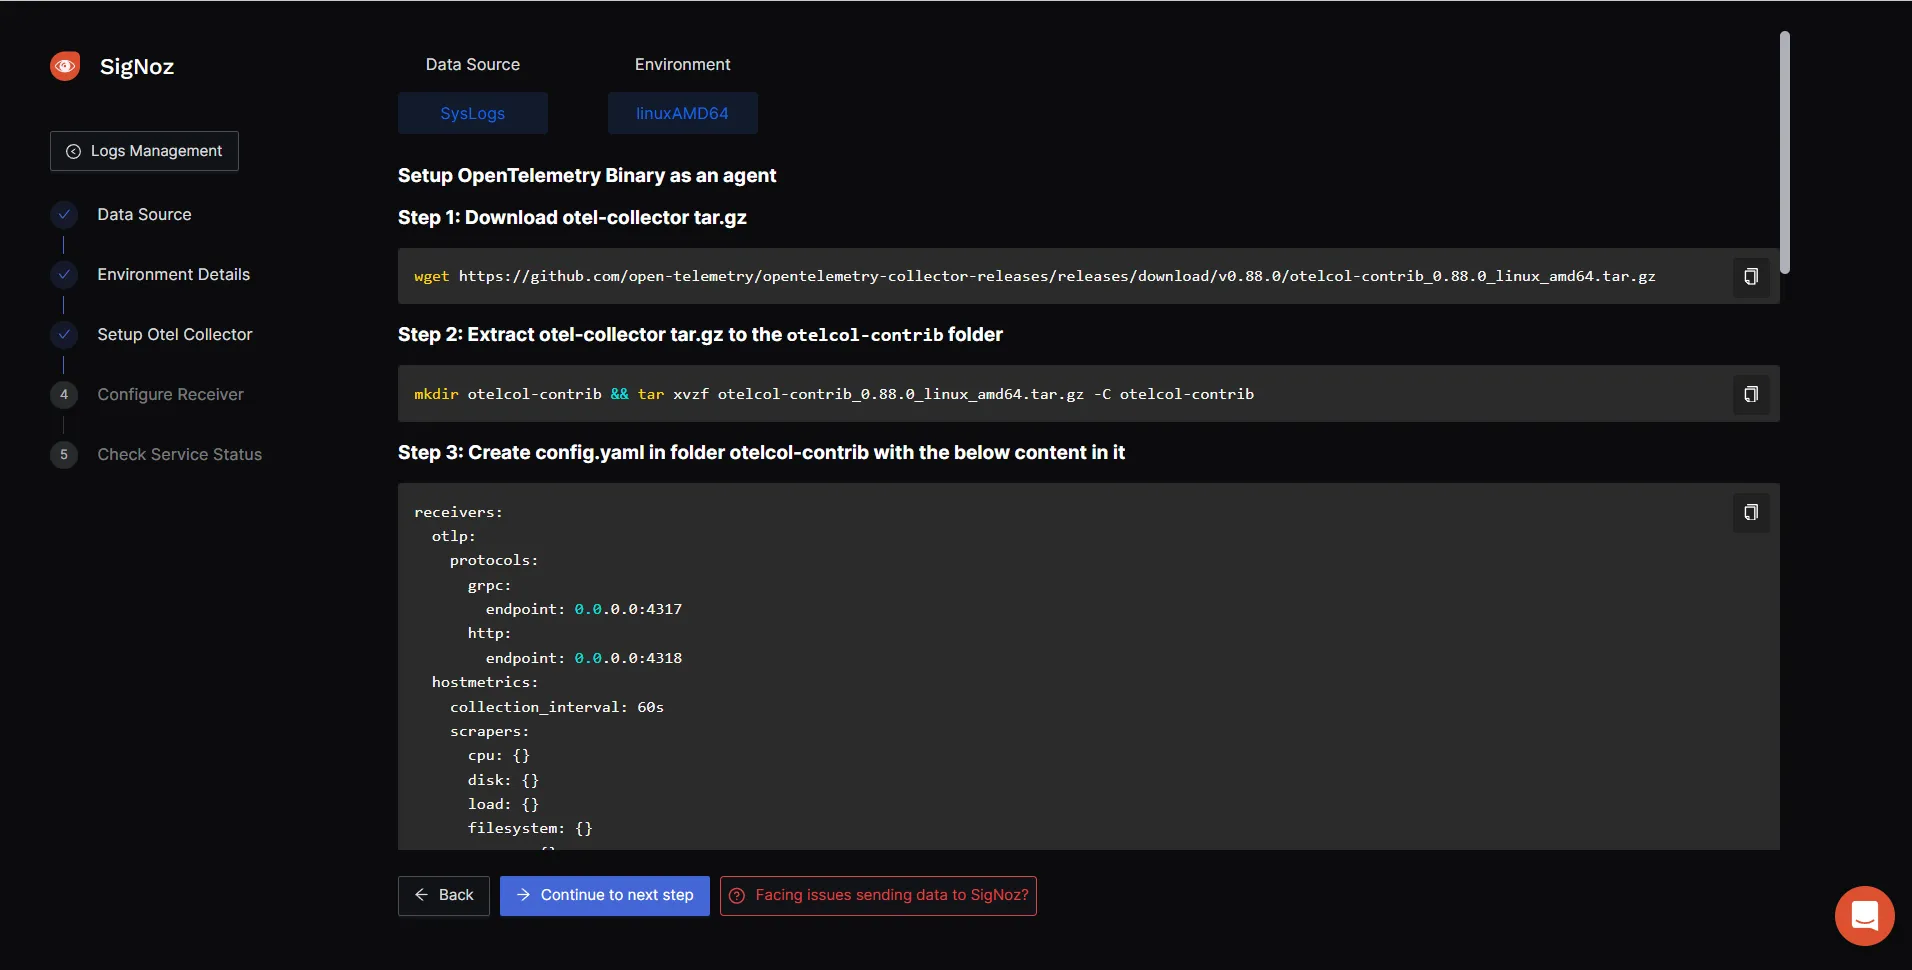 SigNoz
Logs Management
Data Source
Environment Details
Setup Otel Collector
4 Configure Receiver
5 Check Service Status
Data Source Environment
SysLogs linuxAMD64
Setup OpenTelemetry Binary as an agent
Step 1: Download otel-collector tar.gz
wget https://github.com/open-telemetry/opentelemetry-collector-releases/releases/download/v0.88.0/otelcol-contrib_0.88.0_linux_amd64.tar.gz
Step 2: Extract otel-collector tar.gz to the otelcol-contrib folder
mkdir otelcol-contrib && tar xvzf otelcol-contrib_0.88.0_linux_amd64.tar.gz -C otelcol-contrib
Step 3: Create config.yaml in folder otelcol-contrib with the below content in it
receivers:
otlp:
protocols:
grpc:
endpoint: 0.0.0.0:4317
http:
endpoint: 0.0.0.0:4318
hostmetrics:
collection_interval: 60s
scrapers:
cpu: {}
disk: {}
load: {}
filesystem: {}
Back Continue to next step Facing issues sending data to SigNoz?